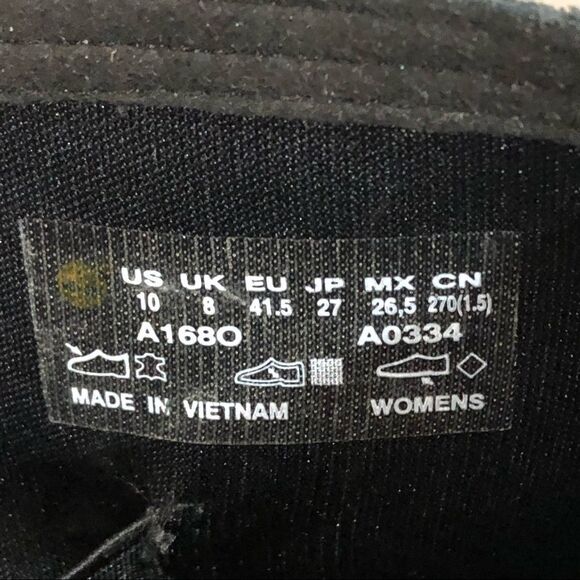 US UK EU JP MX CN
10 8 41.5 27 26,5 270(1.5)
A168O A0334
MADE IN VIETNAM WOMENS